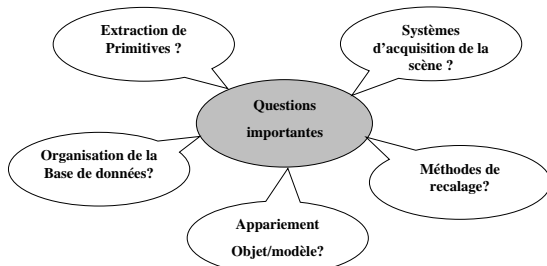 Extraction de
Primitives ?
Systèmes
d'acquisition de la
scène ?
Questions
importantes
Organisation de la
Base de données?
Méthodes de
recalage?
Appariement
Objet/modèle?